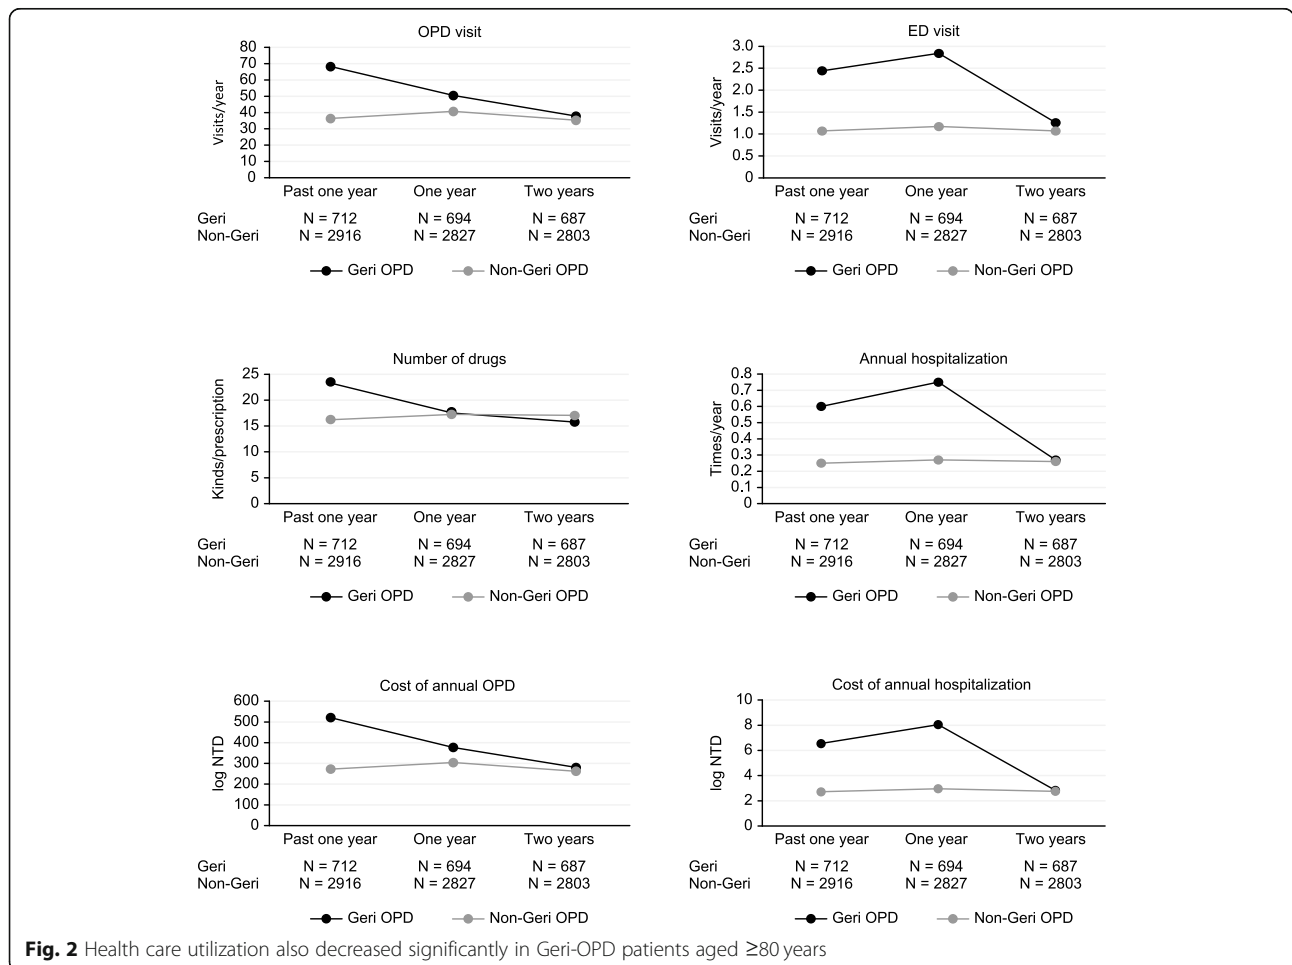 OPD visit
80
70
60
50
40
30
20
10
0
Visits/year
Past one year One year Two years
Geri N = 712 N = 694 N = 687
Non-Geri N = 2916 N = 2827 N = 2803
Geri OPD Non-Geri OPD
ED visit
3.0
2.5
2.0
1.5
1.0
0.5
0
Visits/year
Past one year One year Two years
N = 712 N = 694 N = 687
Geri
Non-Geri N = 2916 N = 2827 N = 2803
Geri OPD Non-Geri OPD
Number of drugs
25
20
15
10
5
0
Kinds/prescription
Past one year One year Two years
Geri N = 712 N = 694 N = 687
Non-Geri N = 2916 N = 2827 N = 2803
Geri OPD Non-Geri OPD
Annual hospitalization
0.8
0.7
0.6
0.5
0.4
0.3
0.2
0.1
0
Times/year
Past one year One year Two years
Geri N = 712 N = 694 N = 687
Non-Geri N = 2916 N = 2827 N = 2803
Geri OPD Non-Geri OPD
Cost of annual OPD
600
500
400
300
200
100
0
log NTD
Past one year One year Two years
Geri N = 712 N = 694 N = 687
Non-Geri N = 2916 N = 2827 N = 2803
Geri OPD Non-Geri OPD
Cost of annual hospitalization
10
8
6
4
2
0
log NTD
Past one year One year Two years
Geri N = 712 N = 694 N = 687
Non-Geri N = 2916 N = 2827 N = 2803
Geri OPD Non-Geri OPD
Fig. 2 Health care utilization also decreased significantly in Geri-OPD patients aged ≥80 years